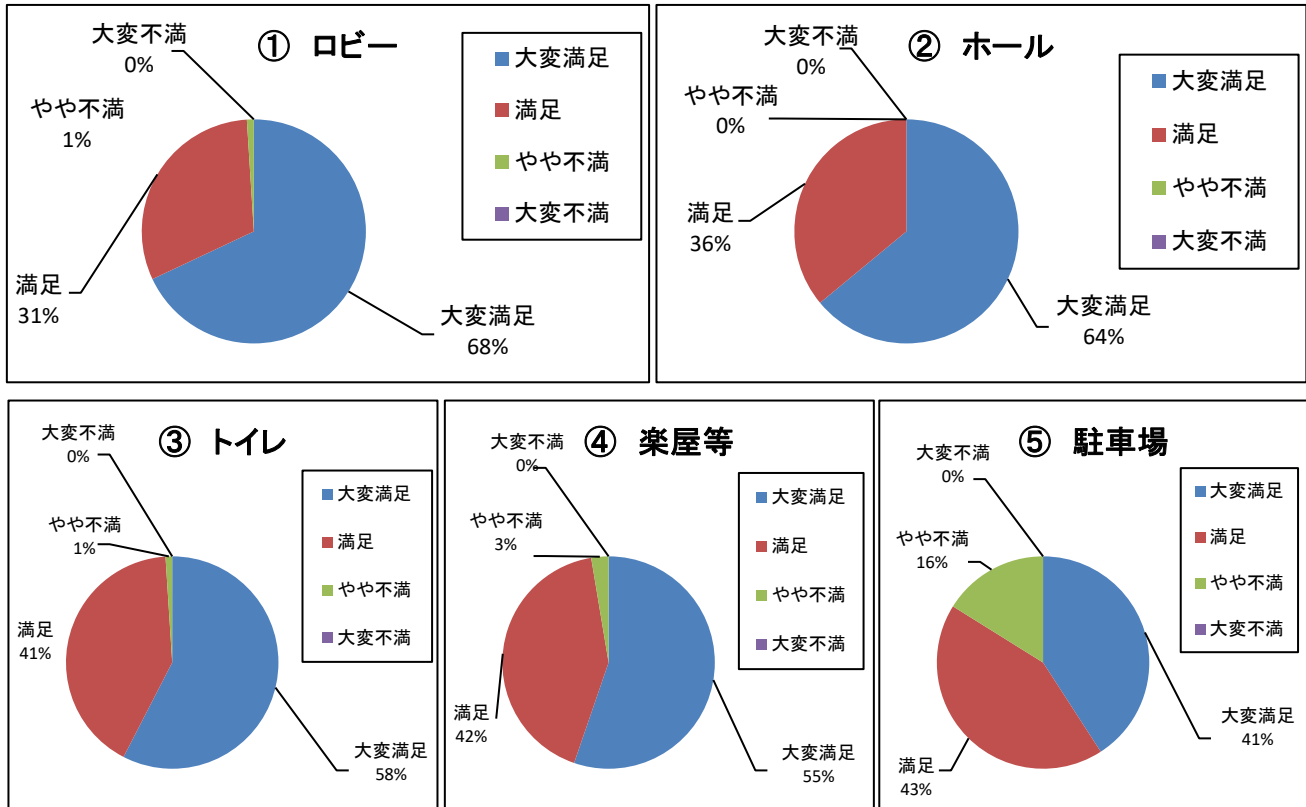 ① ロビー
大変不満
0%
やや不満
1%
満足
31%
大変満足
68%
大変満足
満足
やや不満
大変不満
② ホール
大変不満
0%
やや不満
0%
満足
36%
大変満足
64%
大変満足
満足
やや不満
大変不満
③ トイレ
大変不満
0%
やや不満
1%
満足
41%
大変満足
58%
大変満足
満足
やや不満
大変不満
④ 楽屋等
大変不満
0%
やや不満
3%
満足
42%
大変満足
55%
大変満足
満足
やや不満
大変不満
⑤ 駐車場
大変不満
0%
やや不満
16%
満足
43%
大変満足
41%
大変満足
満足
やや不満
大変不満